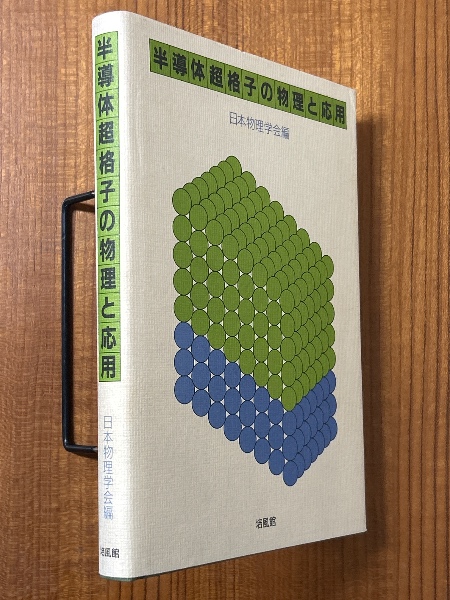 半導体超格子の物理と応用
日本物理学会編
培風館
半導体超格子の物理と応用
日本物理学会編
培風館